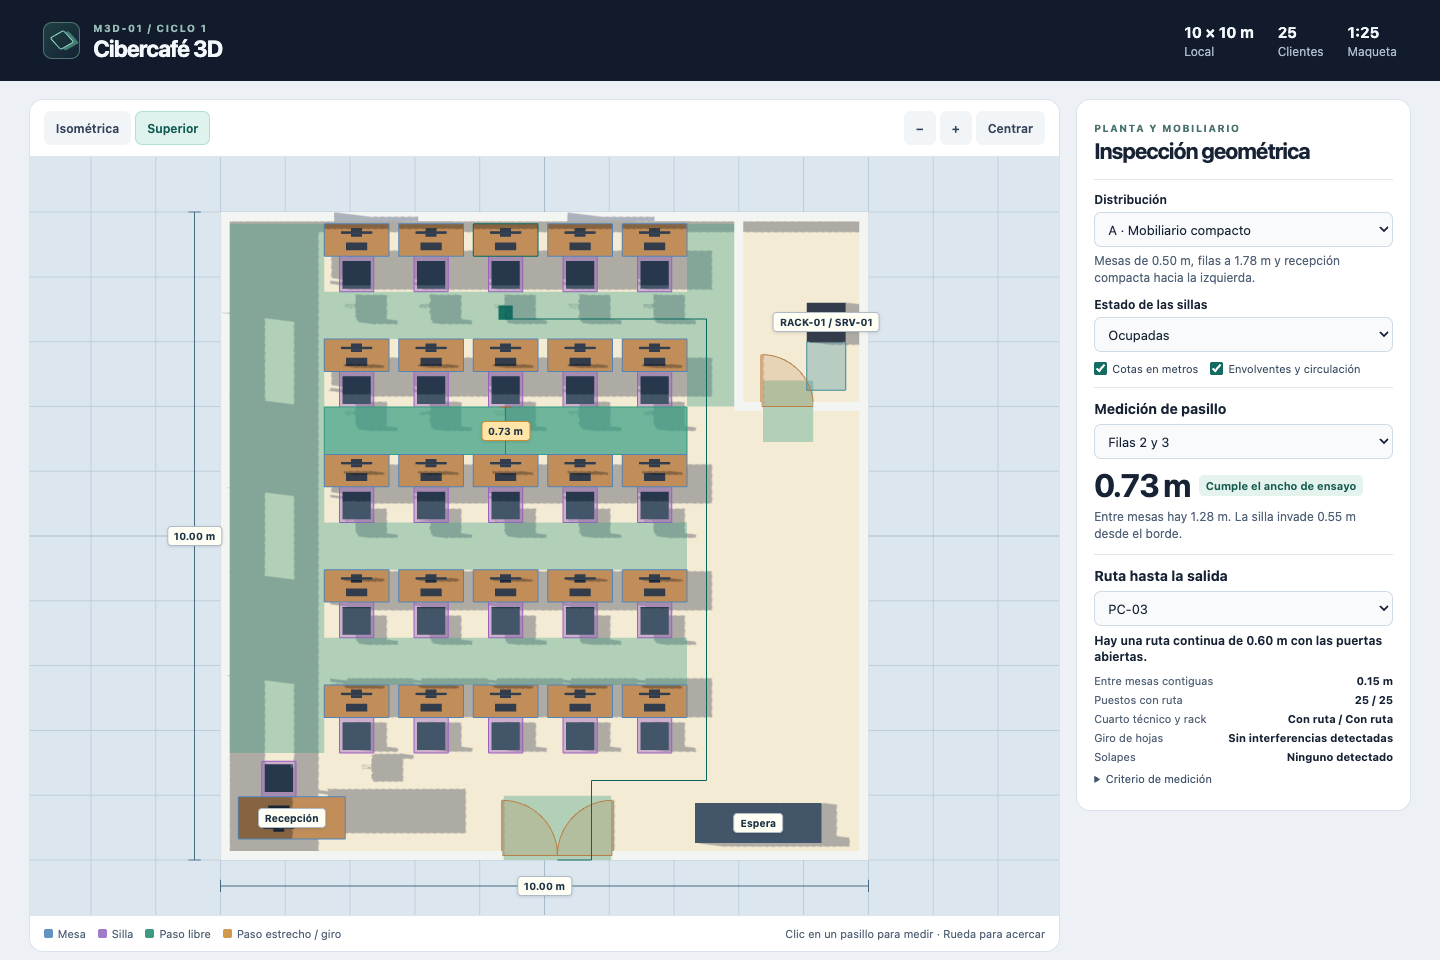 M3D-01 / CICLO 1
Cibercafé 3D
10 × 10 m
Local
25
Clientes
1:25
Maqueta
Isométrica
Superior
−
+
Centrar
RACK-01 / SRV-01
0.73 m
10.00 m
Recepción
Espera
10.00 m
Mesa
Silla
Paso libre
Paso estrecho / giro
Clic en un pasillo para medir · Rueda para acercar
PLANTA Y MOBILIARIO
Inspección geométrica
Distribución
A · Mobiliario compacto
Mesas de 0.50 m, filas a 1.78 m y recepción
compacta hacia la izquierda.
Estado de las sillas
Ocupadas
Cotas en metros
Envolventes y circulación
Medición de pasillo
Filas 2 y 3
0.73 m
Cumple el ancho de ensayo
Entre mesas hay 1.28 m. La silla invade 0.55 m
desde el borde.
Ruta hasta la salida
PC-03
Hay una ruta continua de 0.60 m con las puertas
abiertas.
Entre mesas contiguas 0.15 m
Puestos con ruta 25 / 25
Cuarto técnico y rack Con ruta / Con ruta
Giro de hojas Sin interferencias detectadas
Solapes Ninguno detectado
Criterio de medición